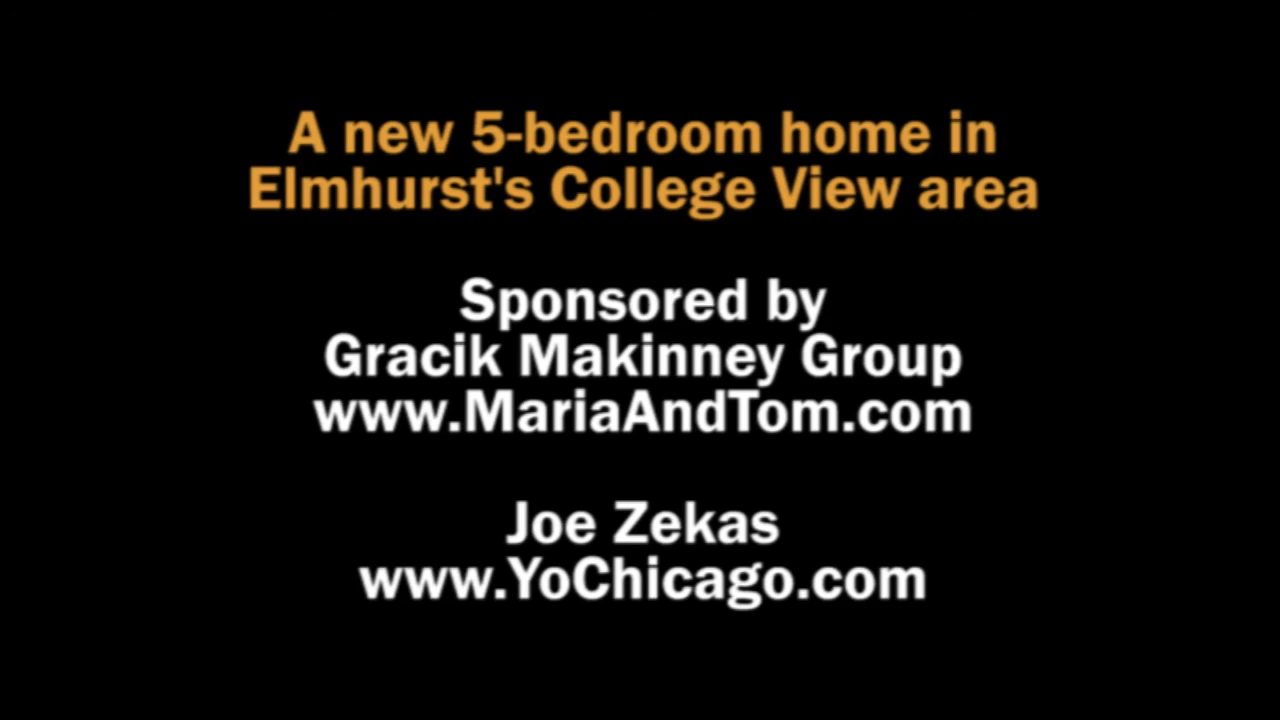 A new 5-bedroom home in
Elmhurst's College View area
Sponsored by
Gracik Makinney Group
www.MariaAndTom.com
Joe Zekas
www.YoChicago.com